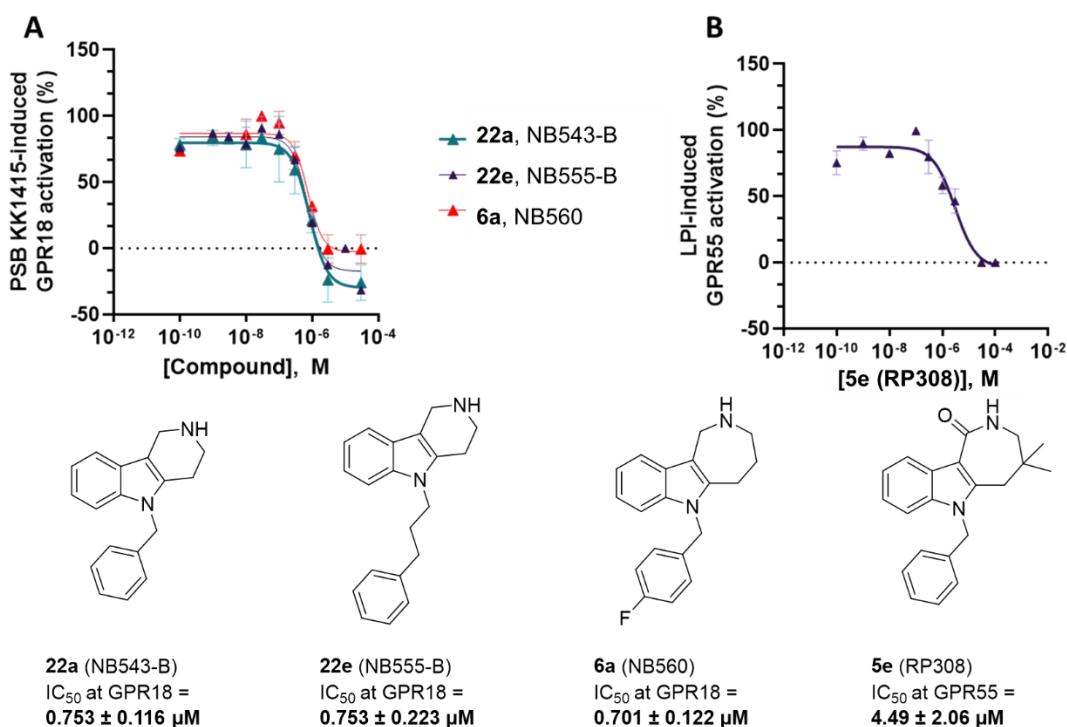 A
B
150
100
50
0
-50
PSB KK1415-induced
GPR18 activation (%)
10⁻¹² 10⁻¹⁰ 10⁻⁸ 10⁻⁶ 10⁻⁴
[Compound], M
22a, NB543-B
22e, NB555-B
6a, NB560
150
100
50
0
-50
LPI-induced
GPR55 activation (%)
10⁻¹² 10⁻¹⁰ 10⁻⁸ 10⁻⁶ 10⁻⁴ 10⁻²
[5e (RP308)], M
NH
N
NH
N
H
N
N
F
O
H
N
N
22a (NB543-B)
IC₅₀ at GPR18 =
0.753 ± 0.116 µM
22e (NB555-B)
IC₅₀ at GPR18 =
0.753 ± 0.223 µM
6a (NB560)
IC₅₀ at GPR18 =
0.701 ± 0.122 µM
5e (RP308)
IC₅₀ at GPR55 =
4.49 ± 2.06 µM